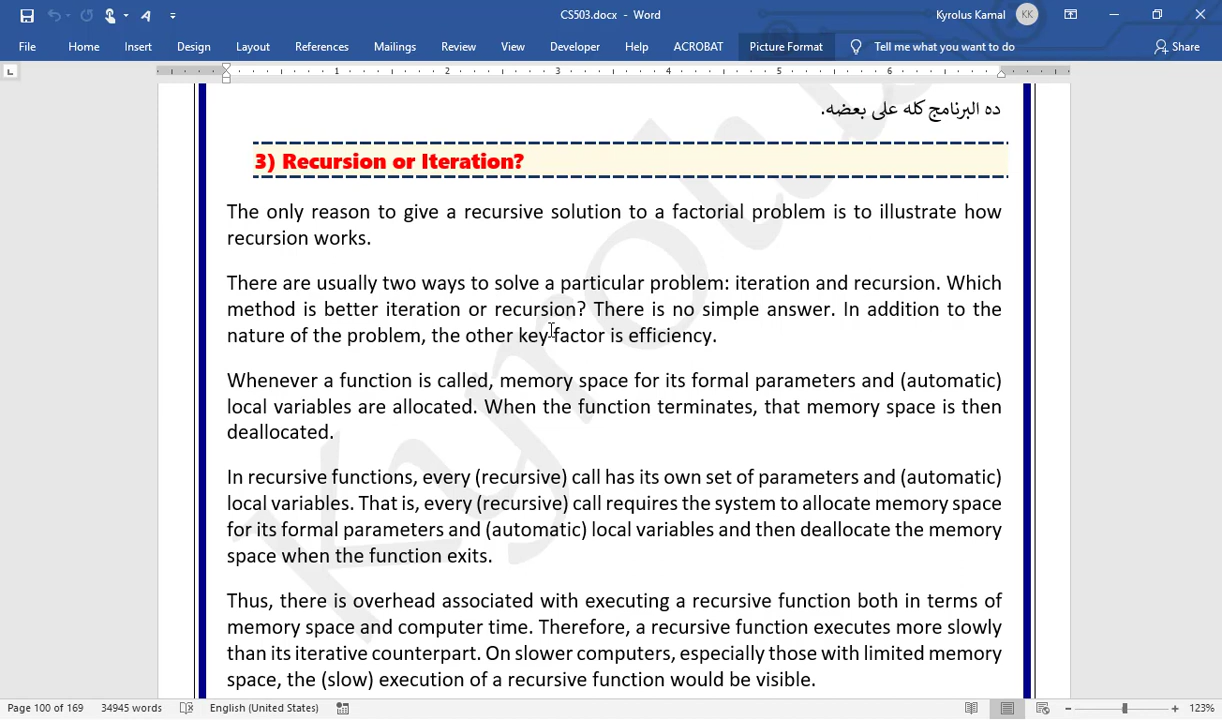 CS503.docx - Word
Kyrolus Kamal
KK
File Home Insert Design Layout References Mailings Review View Developer Help ACROBAT Picture Format Tell me what you want to do Share
1 2 3 4 5 6
ده البرنامج كله على بعضه.
3) Recursion or Iteration?
The only reason to give a recursive solution to a factorial problem is to illustrate how
recursion works.
There are usually two ways to solve a particular problem: iteration and recursion. Which
method is better iteration or recursion? There is no simple answer. In addition to the
nature of the problem, the other key factor is efficiency.
Whenever a function is called, memory space for its formal parameters and (automatic)
local variables are allocated. When the function terminates, that memory space is then
deallocated.
In recursive functions, every (recursive) call has its own set of parameters and (automatic)
local variables. That is, every (recursive) call requires the system to allocate memory space
for its formal parameters and (automatic) local variables and then deallocate the memory
space when the function exits.
Thus, there is overhead associated with executing a recursive function both in terms of
memory space and computer time. Therefore, a recursive function executes more slowly
than its iterative counterpart. On slower computers, especially those with limited memory
space, the (slow) execution of a recursive function would be visible.
Page 100 of 169 34945 words English (United States) 123%